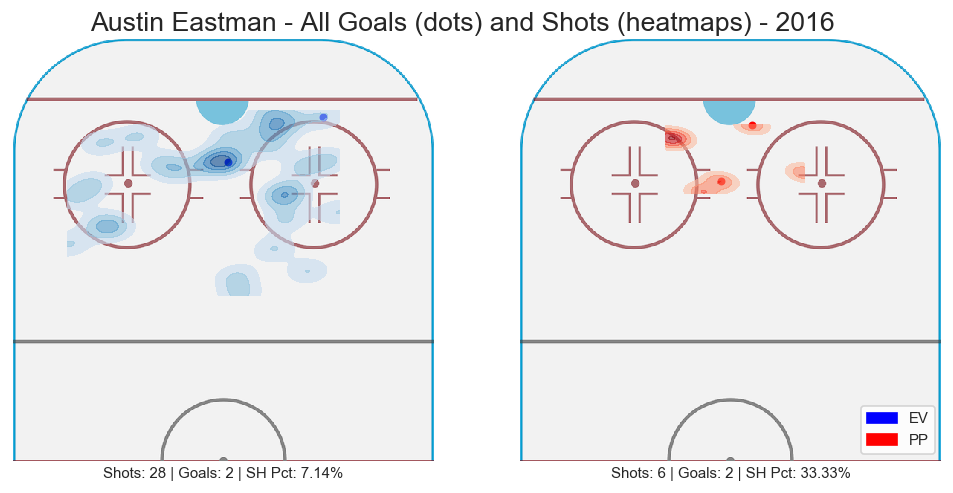 Austin Eastman - All Goals (dots) and Shots (heatmaps) - 2016
EV
PP
Shots: 28 | Goals: 2 | SH Pct: 7.14%
Shots: 6 | Goals: 2 | SH Pct: 33.33%